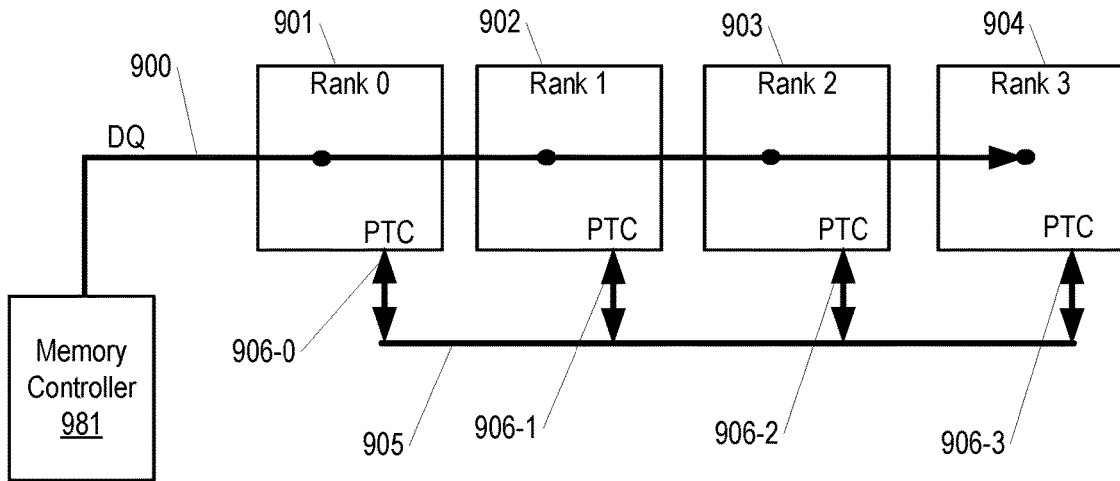 901
902
903
904
900
Rank 0
Rank 1
Rank 2
Rank 3
DQ
PTC
PTC
PTC
PTC
906-0
Memory
Controller
981
905
906-1
906-2
906-3